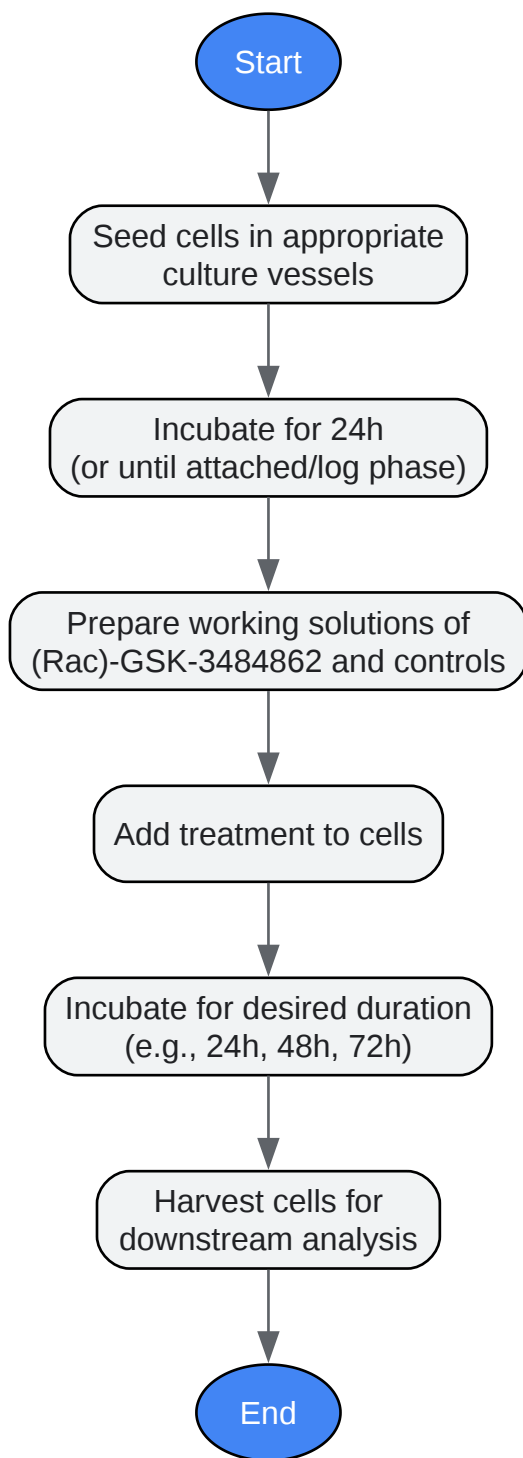 Start
Seed cells in appropriate
culture vessels
Incubate for 24h
(or until attached/log phase)
Prepare working solutions of
(Rac)-GSK-3484862 and controls
Add treatment to cells
Incubate for desired duration
(e.g., 24h, 48h, 72h)
Harvest cells for
downstream analysis
End